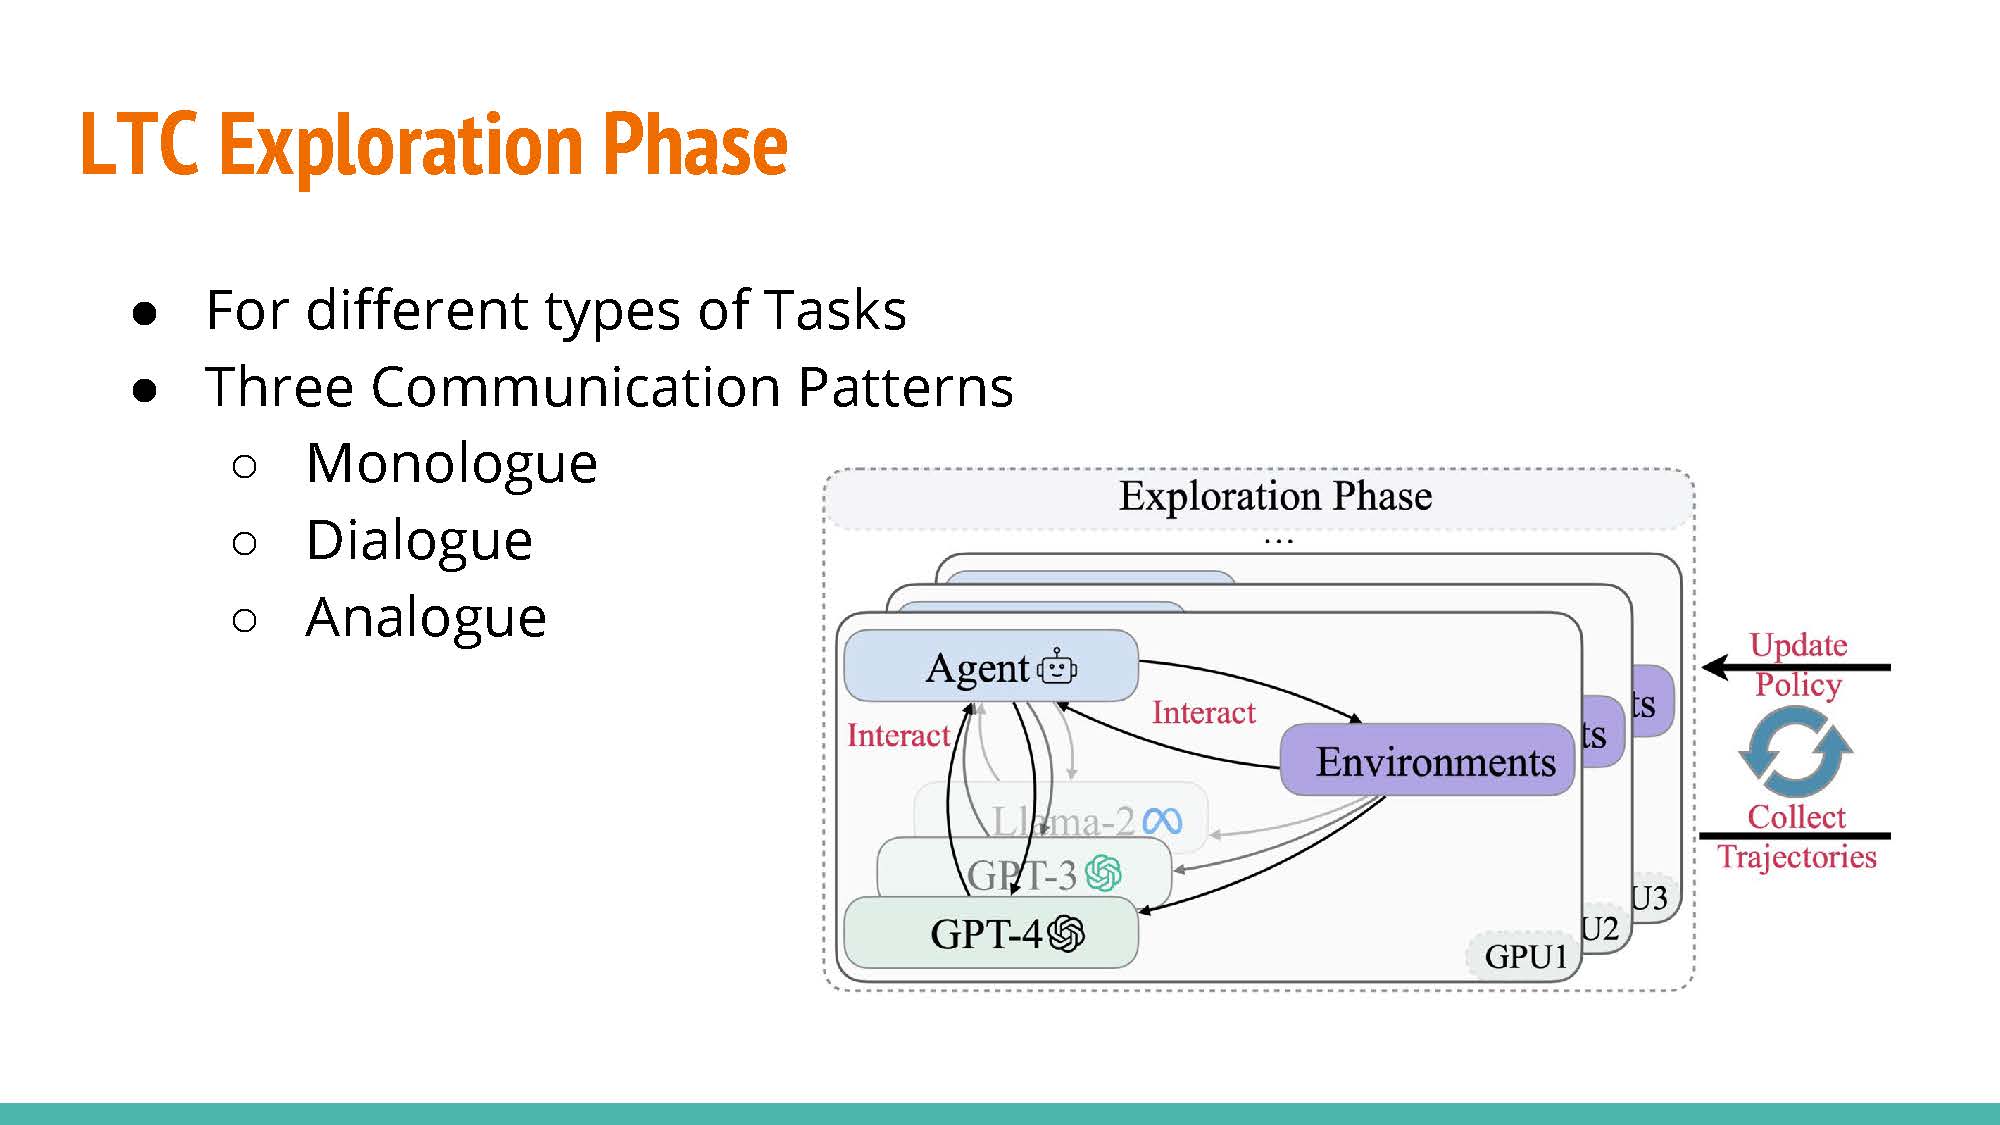 LTC Exploration Phase
● For different types of Tasks
● Three Communication Patterns
○ Monologue
○ Dialogue
○ Analogue
Exploration Phase
...
Agent
Interact
Interact
Environments
ts
ts
Llama-2
GPT-3
GPT-4
GPU1
U2
U3
Update
Policy
Collect
Trajectories